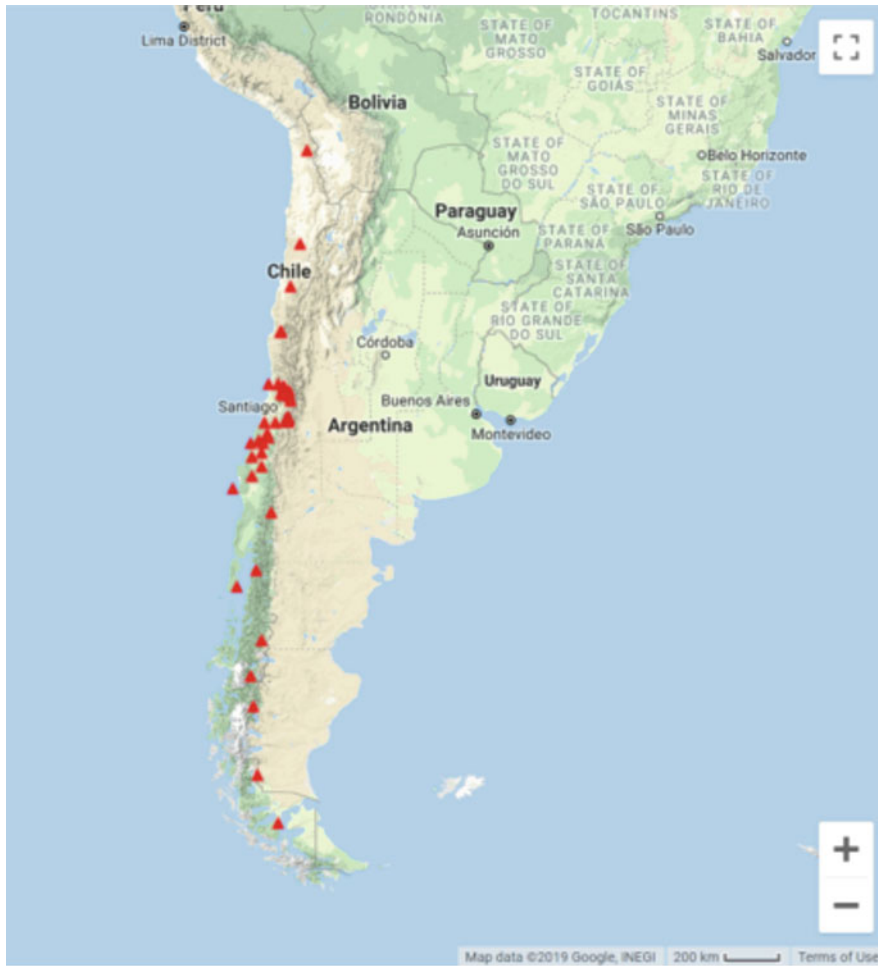 Peru
Lima District
RONDÔNIA
TOCANTINS
STATE OF
MATO
GROSSO
STATE OF
BAHIA
Salvador
STATE OF
GOIÁS
Bolivia
STATE OF
MINAS
GERAIS
STATE OF
MATO
GROSSO
DO SUL
Belo Horizonte
STATE OF
RIO DE
JANEIRO
STATE OF
SÃO PAULO
São Paulo
Paraguay
Asunción
STATE OF
PARANÁ
Chile
STATE OF
SANTA
CATARINA
STATE OF
RIO GRANDE
DO SUL
Córdoba
Uruguay
Santiago
Buenos Aires
Argentina
Montevideo
Map data ©2019 Google, INEGI
200 km
Terms of Use